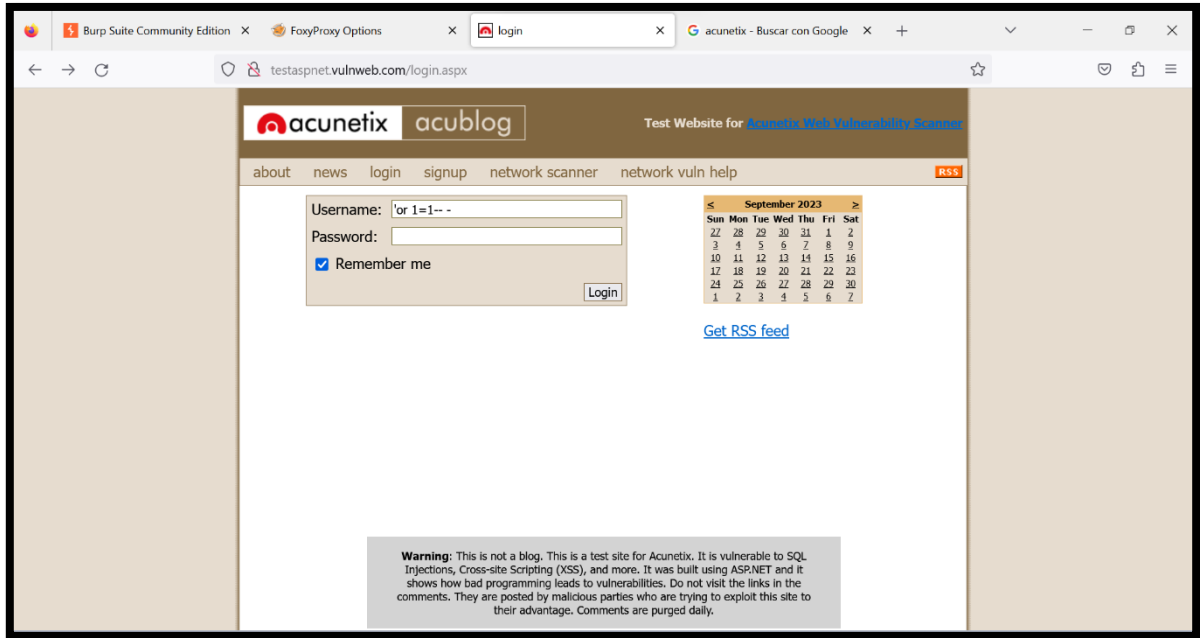 Burp Suite Community Edition
FoxyProxy Options
login
acunetix - Buscar con Google
testaspnet.vulnweb.com/login.aspx
acunetix acublog
Test Website for Acunetix Web Vulnerability Scanner
about news login signup network scanner network vuln help
RSS
Username: 'or 1=1-- -
Password:
Remember me
Login
< September 2023 >
Sun Mon Tue Wed Thu Fri Sat
27 28 29 30 31 1 2
3 4 5 6 7 8 9
10 11 12 13 14 15 16
17 18 19 20 21 22 23
24 25 26 27 28 29 30
1 2 3 4 5 6 7
Get RSS feed
Warning: This is not a blog. This is a test site for Acunetix. It is vulnerable to SQL
Injections, Cross-site Scripting (XSS), and more. It was built using ASP.NET and it
shows how bad programming leads to vulnerabilities. Do not visit the links in the
comments. They are posted by malicious parties who are trying to exploit this site to
their advantage. Comments are purged daily.